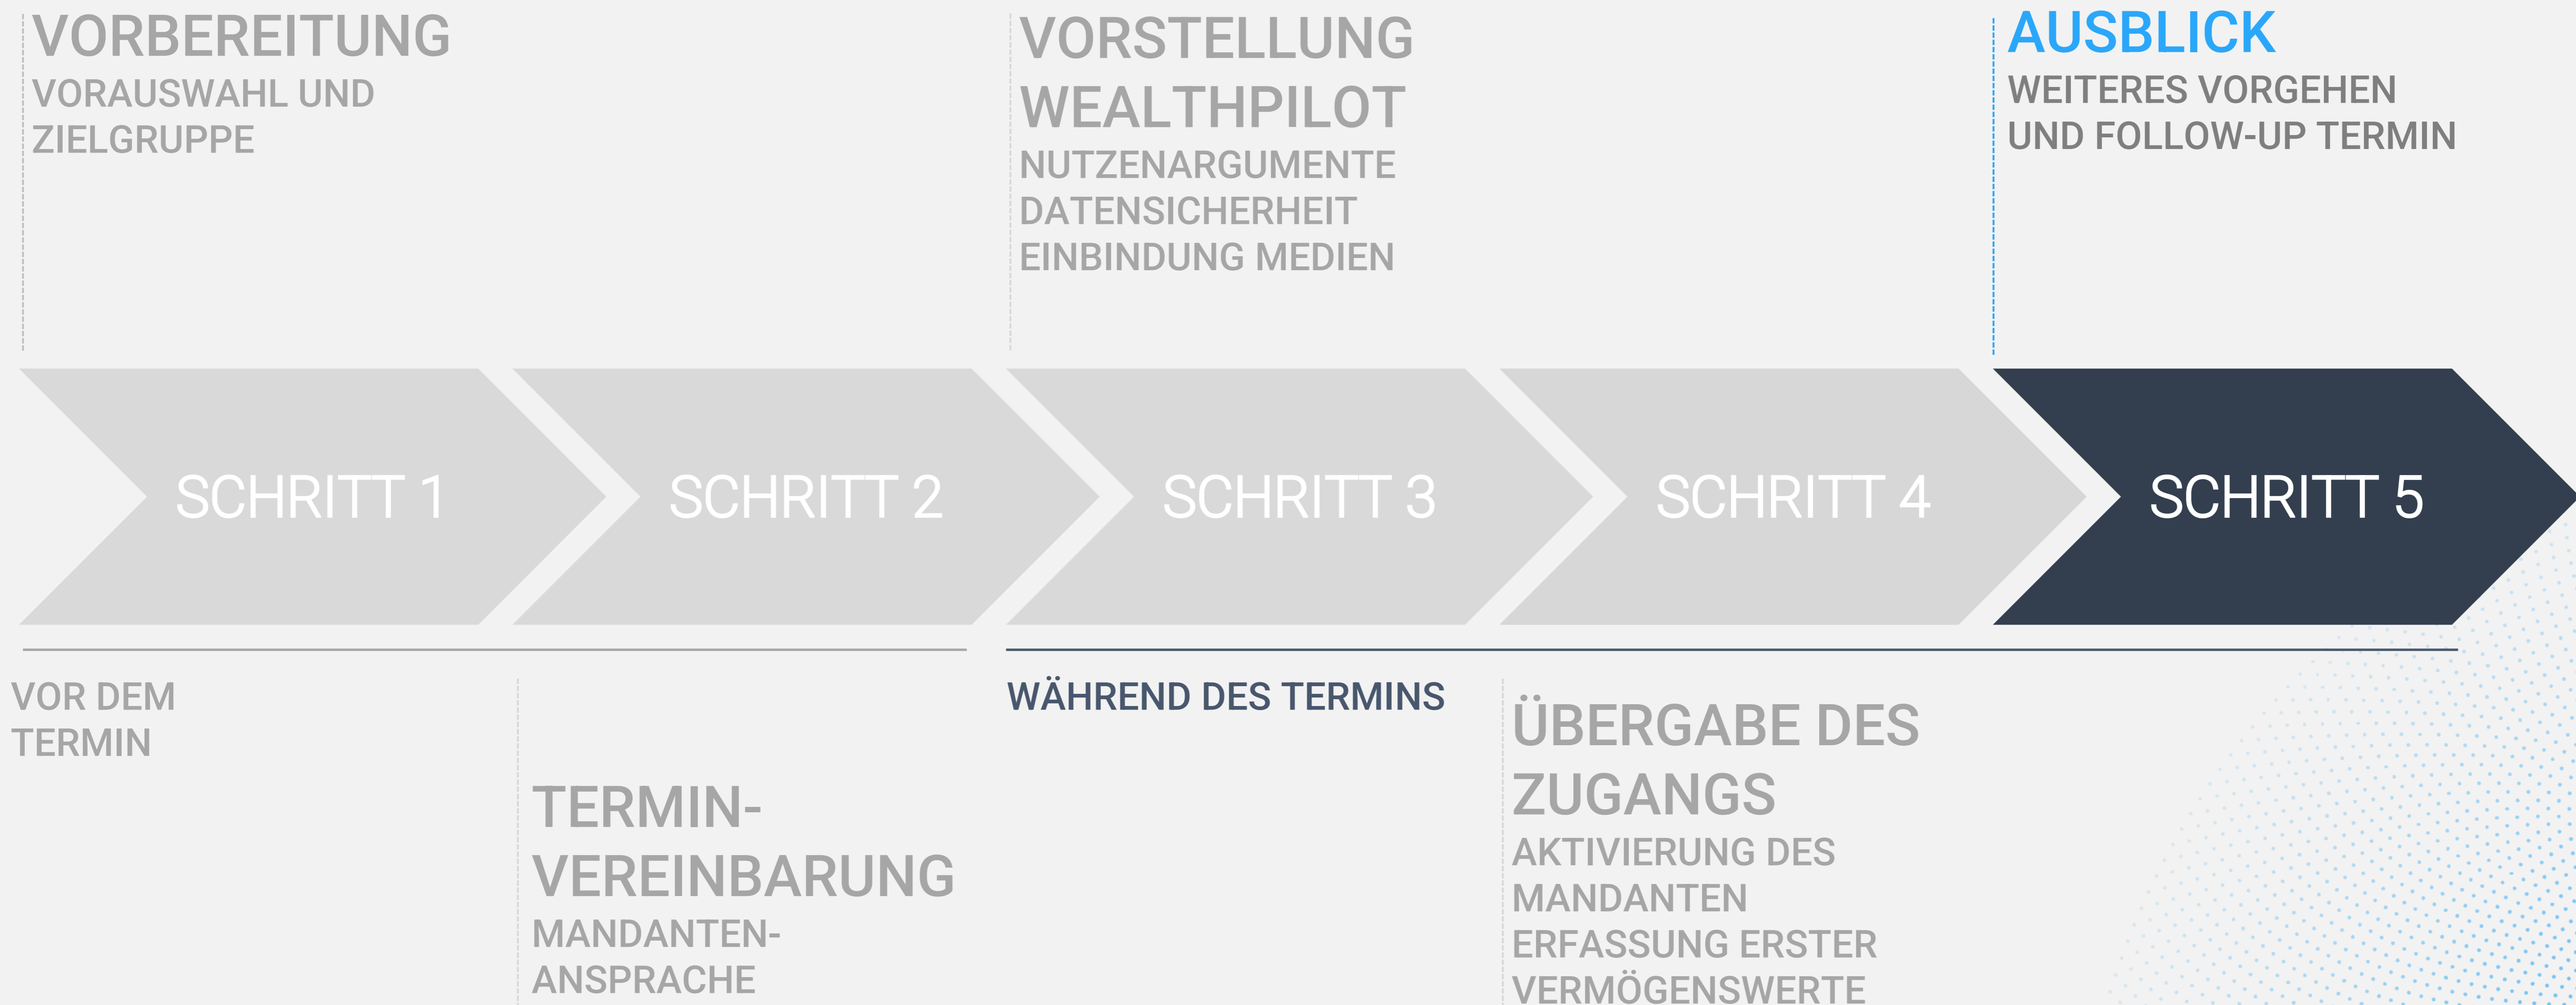 VORBEREITUNG
VORAUSWAHL UND
ZIELGRUPPE
VORSTELLUNG
WEALTHPILOT
NUTZENARGUMENTE
DATENSICHERHEIT
EINBINDUNG MEDIEN
AUSBLICK
WEITERES VORGEHEN
UND FOLLOW-UP TERMIN
SCHRITT 1
SCHRITT 2
SCHRITT 3
SCHRITT 4
SCHRITT 5
VOR DEM
TERMIN
TERMIN-
VEREINBARUNG
MANDANTEN-
ANSPRACHE
WÄHREND DES TERMINS
ÜBERGABE DES
ZUGANGS
AKTIVIERUNG DES
MANDANTEN
ERFASSUNG ERSTER
VERMÖGENSWERTE